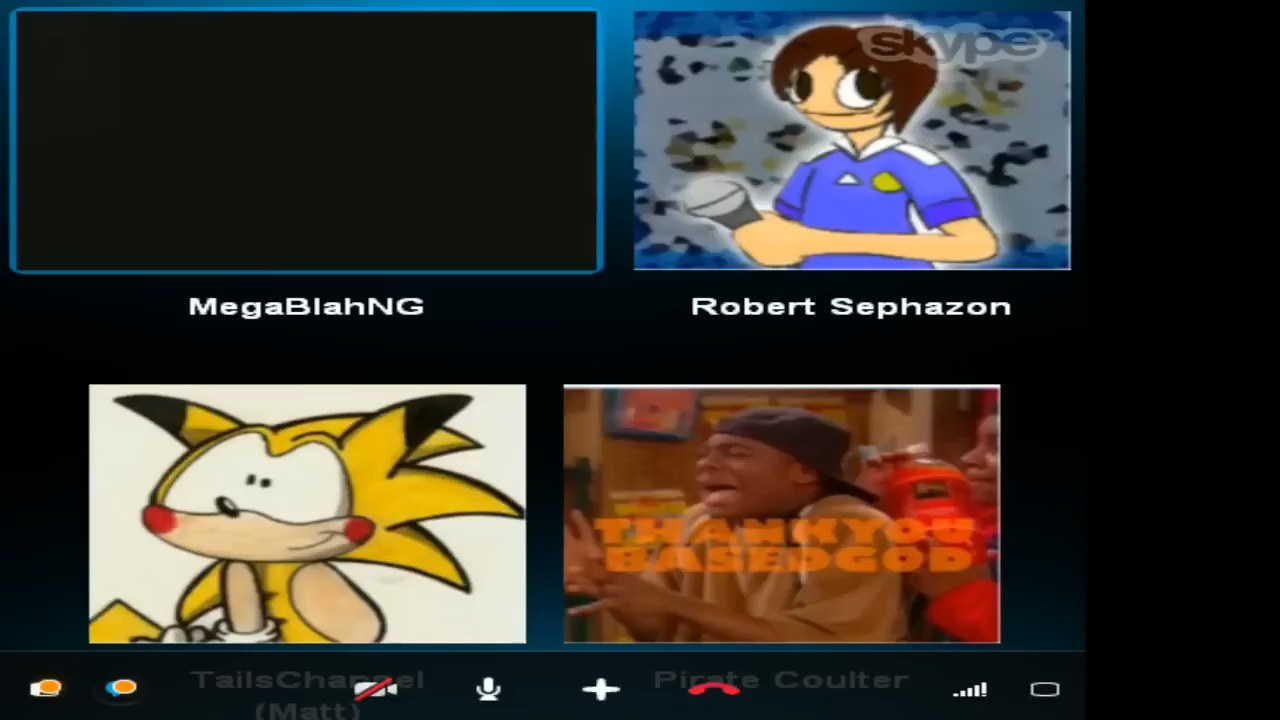 skype
MegaBlahNG
Robert Sephazon
THANKYOU
BASEDGOD
TailsChannel
(Matt)
Pirate Coulter